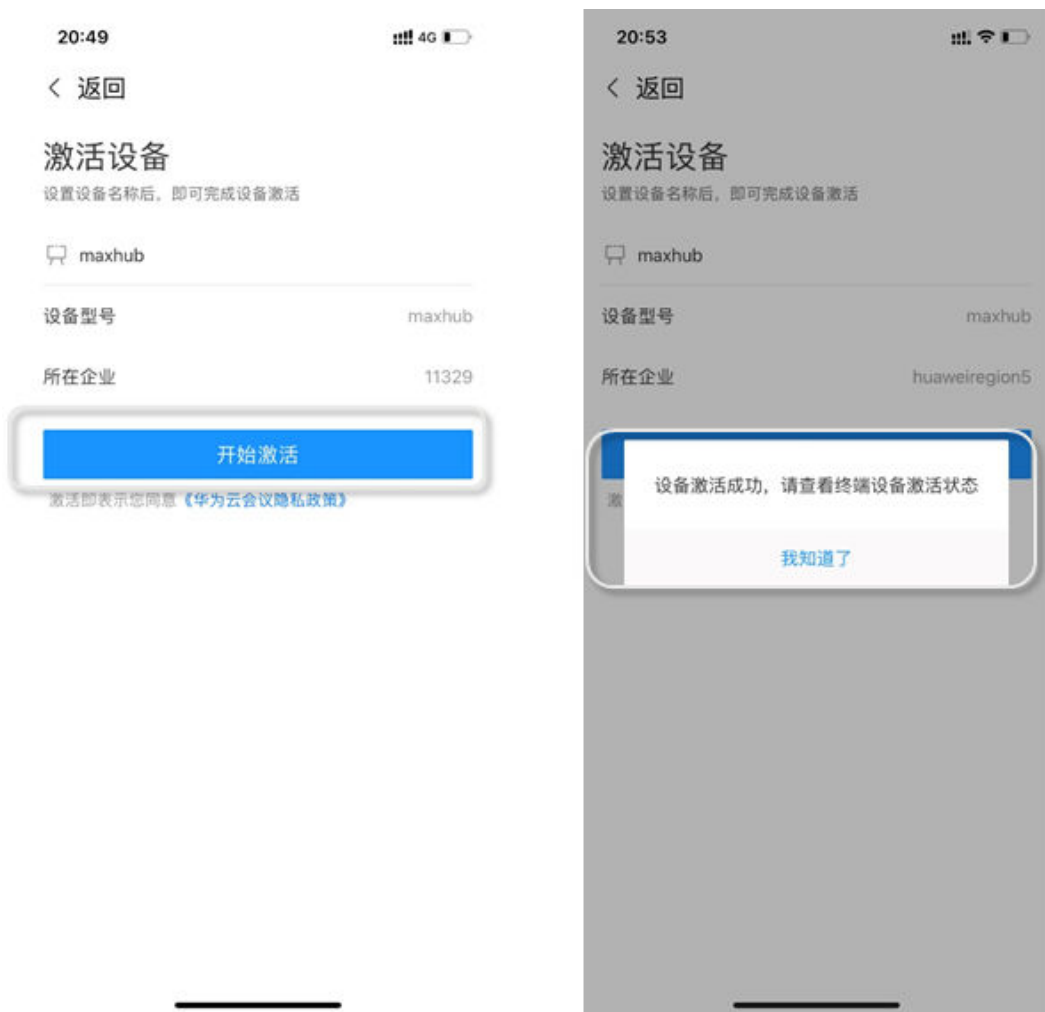 20:49
4G
返回
激活设备
设置设备名称后，即可完成设备激活
maxhub
设备型号 maxhub
所在企业 11329
开始激活
激活即表示您同意《华为云会议隐私政策》
20:53
返回
激活设备
设置设备名称后，即可完成设备激活
maxhub
设备型号 maxhub
所在企业 huaweiregion5
设备激活成功，请查看终端设备激活状态
激
我知道了